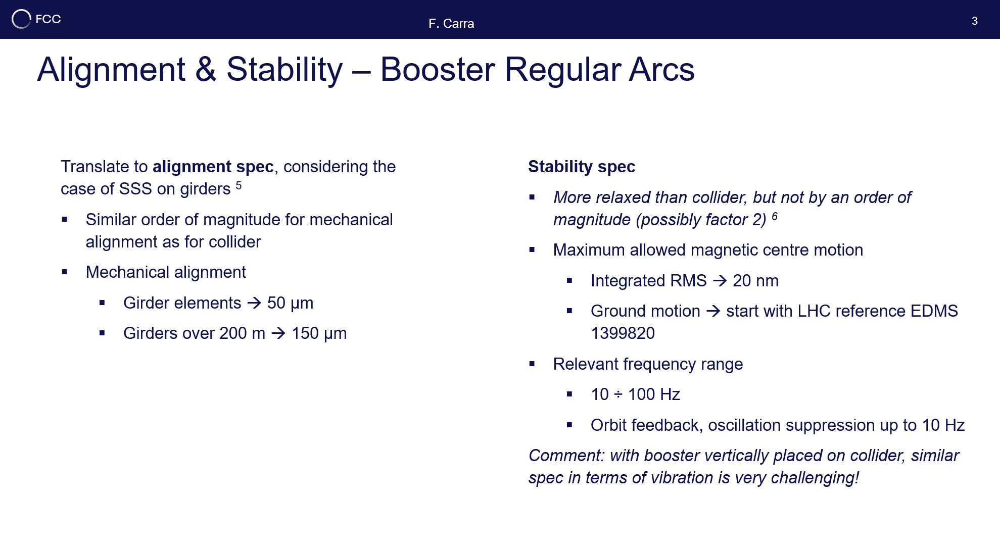 FCC
F. Carra
3
Alignment & Stability – Booster Regular Arcs
Translate to alignment spec, considering the
case of SSS on girders 5
▪ Similar order of magnitude for mechanical
alignment as for collider
▪ Mechanical alignment
▪ Girder elements → 50 µm
▪ Girders over 200 m → 150 µm
Stability spec
▪ More relaxed than collider, but not by an order of
magnitude (possibly factor 2) 6
▪ Maximum allowed magnetic centre motion
▪ Integrated RMS → 20 nm
▪ Ground motion → start with LHC reference EDMS
1399820
▪ Relevant frequency range
▪ 10 ÷ 100 Hz
▪ Orbit feedback, oscillation suppression up to 10 Hz
Comment: with booster vertically placed on collider, similar
spec in terms of vibration is very challenging!